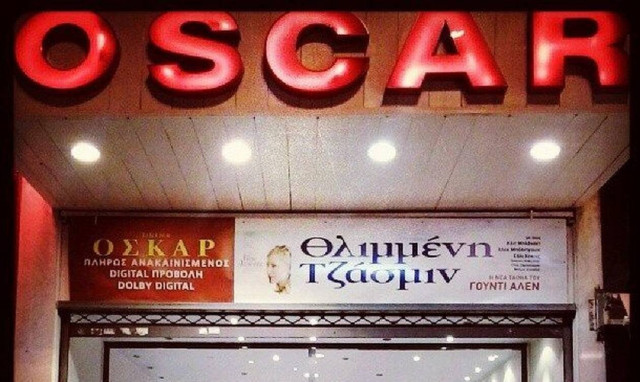 OSCAR
ΣΙΝΕΜΑ
ΟΣΚΑΡ
ΠΛΗΡΩΣ ΑΝΑΚΑΙΝΙΣΜΕΝΟΣ
DIGITAL ΠΡΟΒΟΛΗ
DOLBY DIGITAL
Θλιμμένη
Τζάσμιν
Η ΝΕΑ ΤΑΙΝΙΑ ΤΟΥ
ΓΟΥΝΤΙ ΑΛΕΝ